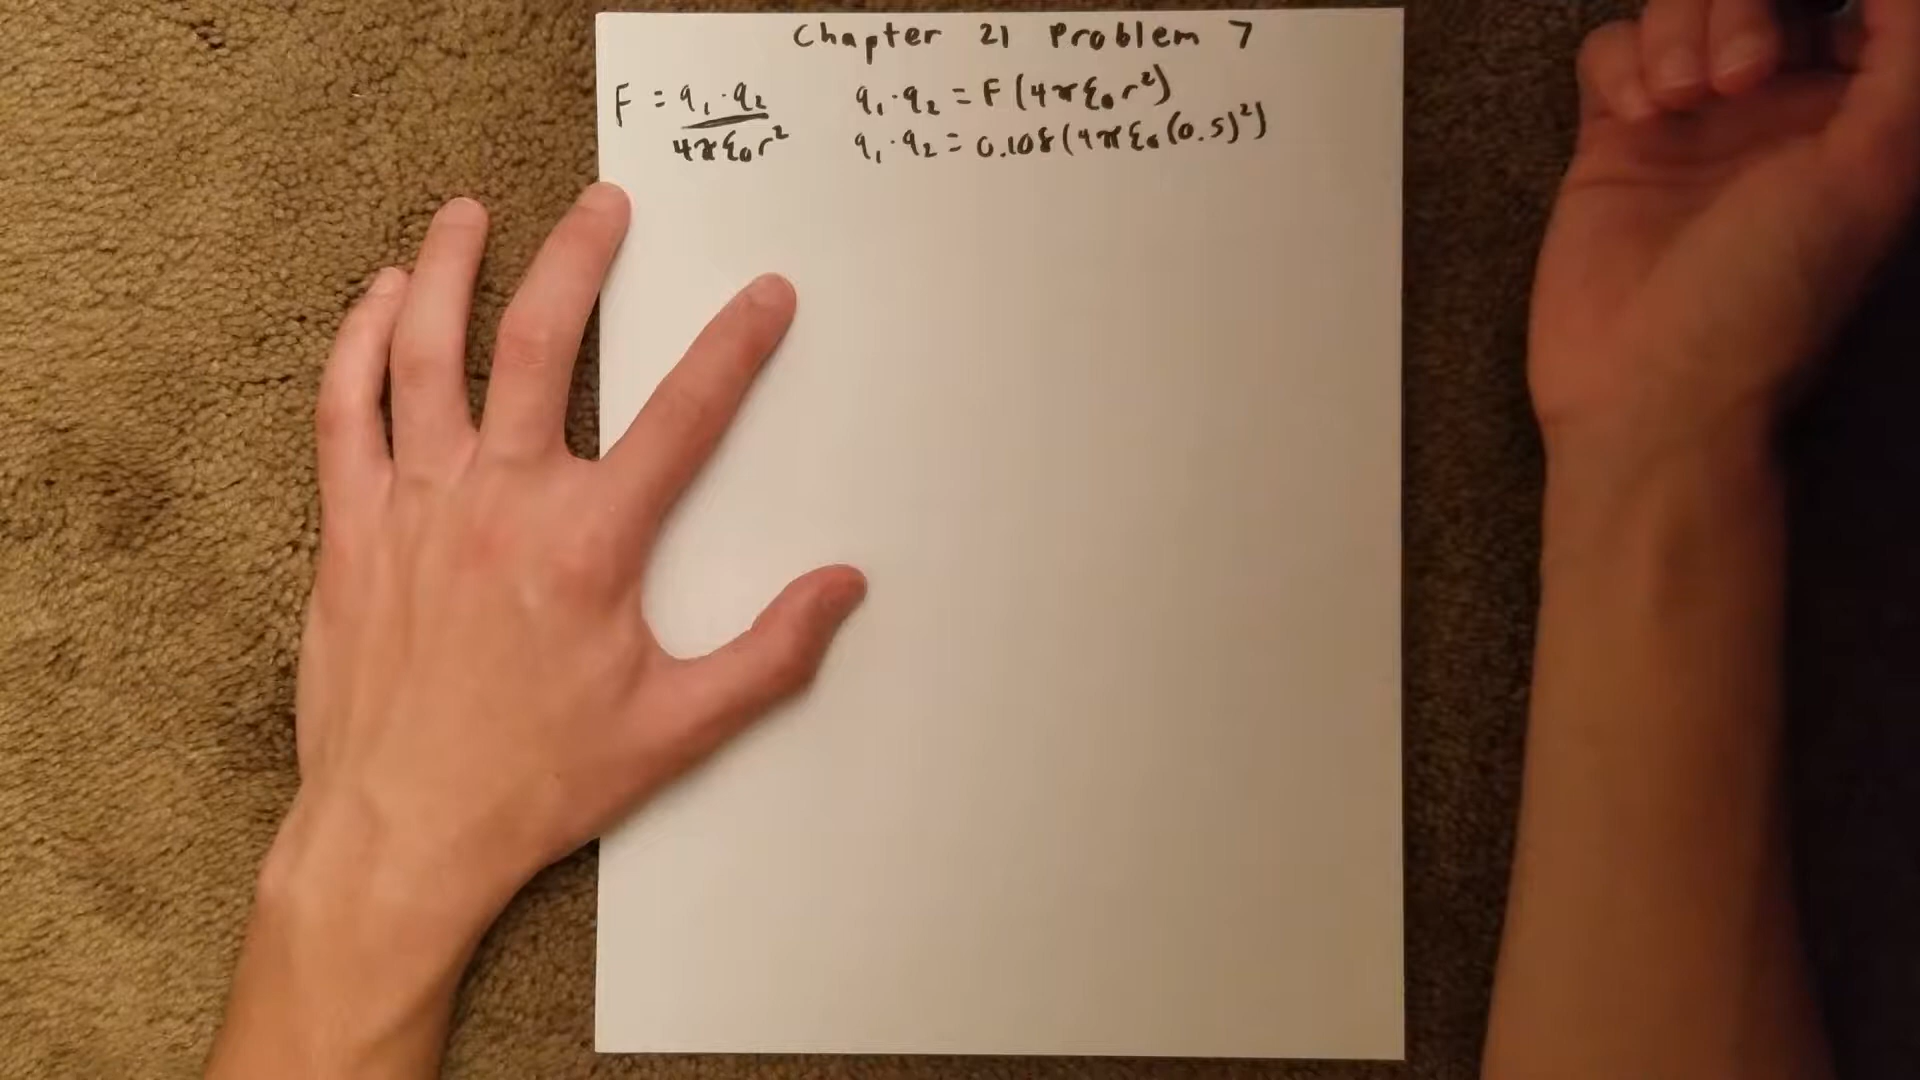 Chapter 21 Problem 7
F = q₁·q₂ / 4πε₀r²
q₁·q₂ = F(4πε₀r²)
q₁·q₂ = 0.108(4πε₀(0.5)²)